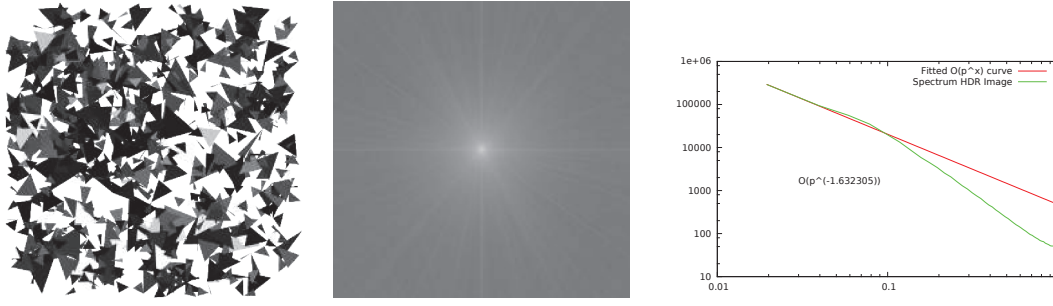 1e+06
Fitted O(p^x) curve
Spectrum HDR Image
100000
10000
O(p^(-1.632305))
1000
100
10
0.01
0.1